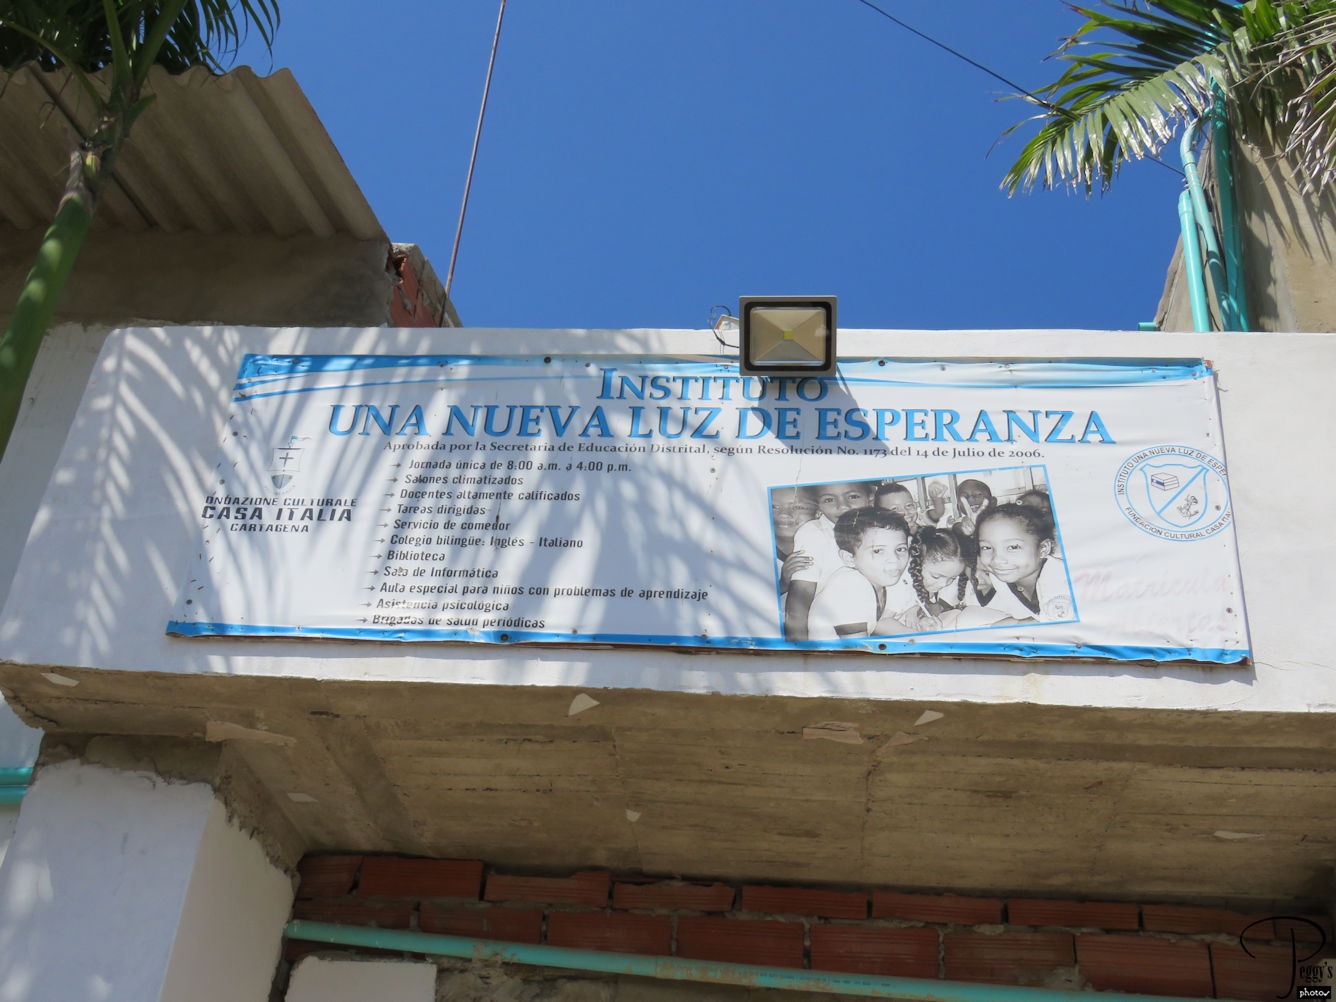 INSTITUTO
UNA NUEVA LUZ DE ESPERANZA
Aprobada por la Secretaria de Educación Distrital, según Resolución No. 1173 del 14 de Julio de 2006.
ONDAZIONE CULTURALE
CASA ITALIA
CARTAGENA
→ Jornada única de 8:00 a.m. a 4:00 p.m.
→ Salones climatizados
→ Docentes altamente calificados
→ Tareas dirigidas
→ Servicio de comedor
→ Colegio bilingüe: Inglés - Italiano
→ Biblioteca
→ Sala de Informática
→ Aula especial para niños con problemas de aprendizaje
→ Asistencia psicológica
→ Brigadas de salud periódicas
INSTITUTO UNA NUEVA LUZ DE ESPE
FUNDACION CULTURAL CASA ITAL
Peggy's
photo